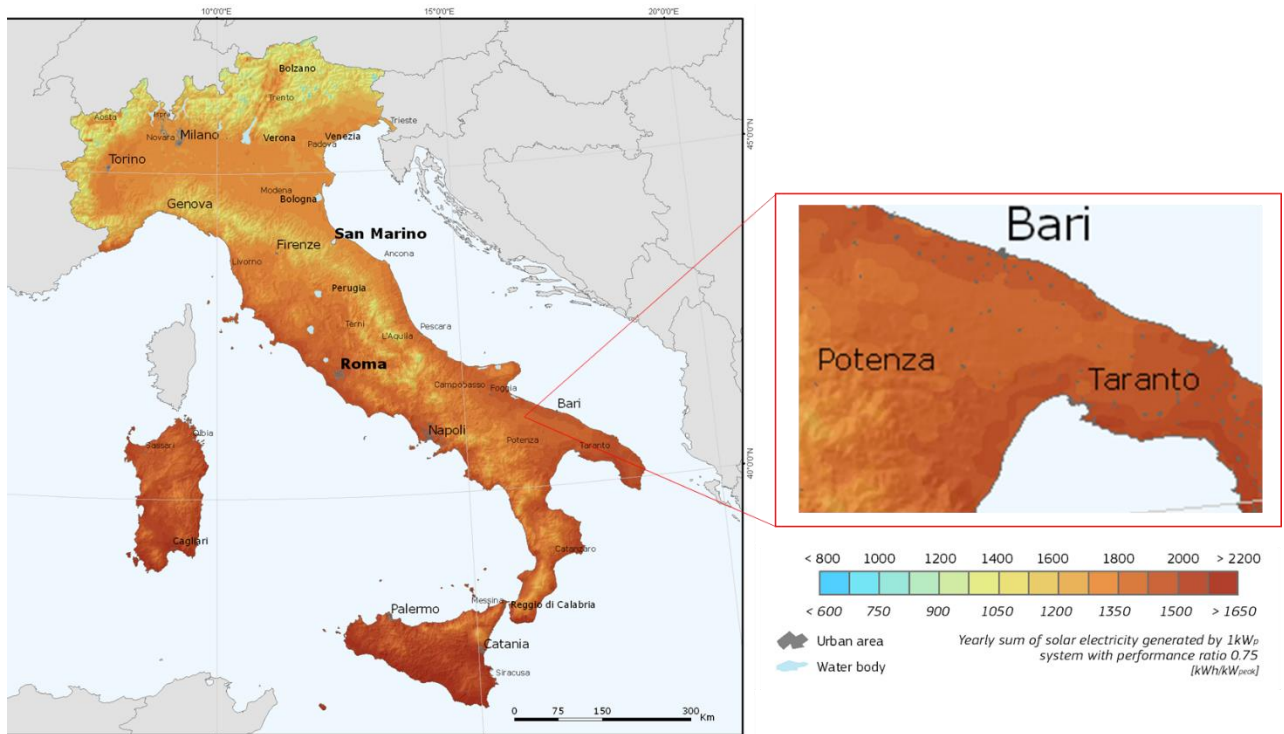 10°0'0"E
15°0'0"E
20°0'0"E
Bolzano
Trento
Aosta
Novara
Milano
Verona
Venezia
Padova
Trieste
45°0'0"N
Torino
Modena
Bologna
Genova
San Marino
Firenze
Ancona
Livorno
Perugia
Terni
L'Aquila
Pescara
Roma
Campobasso
Foggia
Bari
Napoli
Potenza
Taranto
40°0'0"N
Olbia
Sassari
Cagliari
Catanzaro
Messina
Reggio di Calabria
Palermo
Catania
Siracusa
0 75 150 300
Km
Bari
Potenza
Taranto
< 800 1000 1200 1400 1600 1800 2000 > 2200
< 600 750 900 1050 1200 1350 1500 > 1650
Urban area
Water body
Yearly sum of solar electricity generated by 1kWp
system with performance ratio 0.75
[kWh/kWpeak]